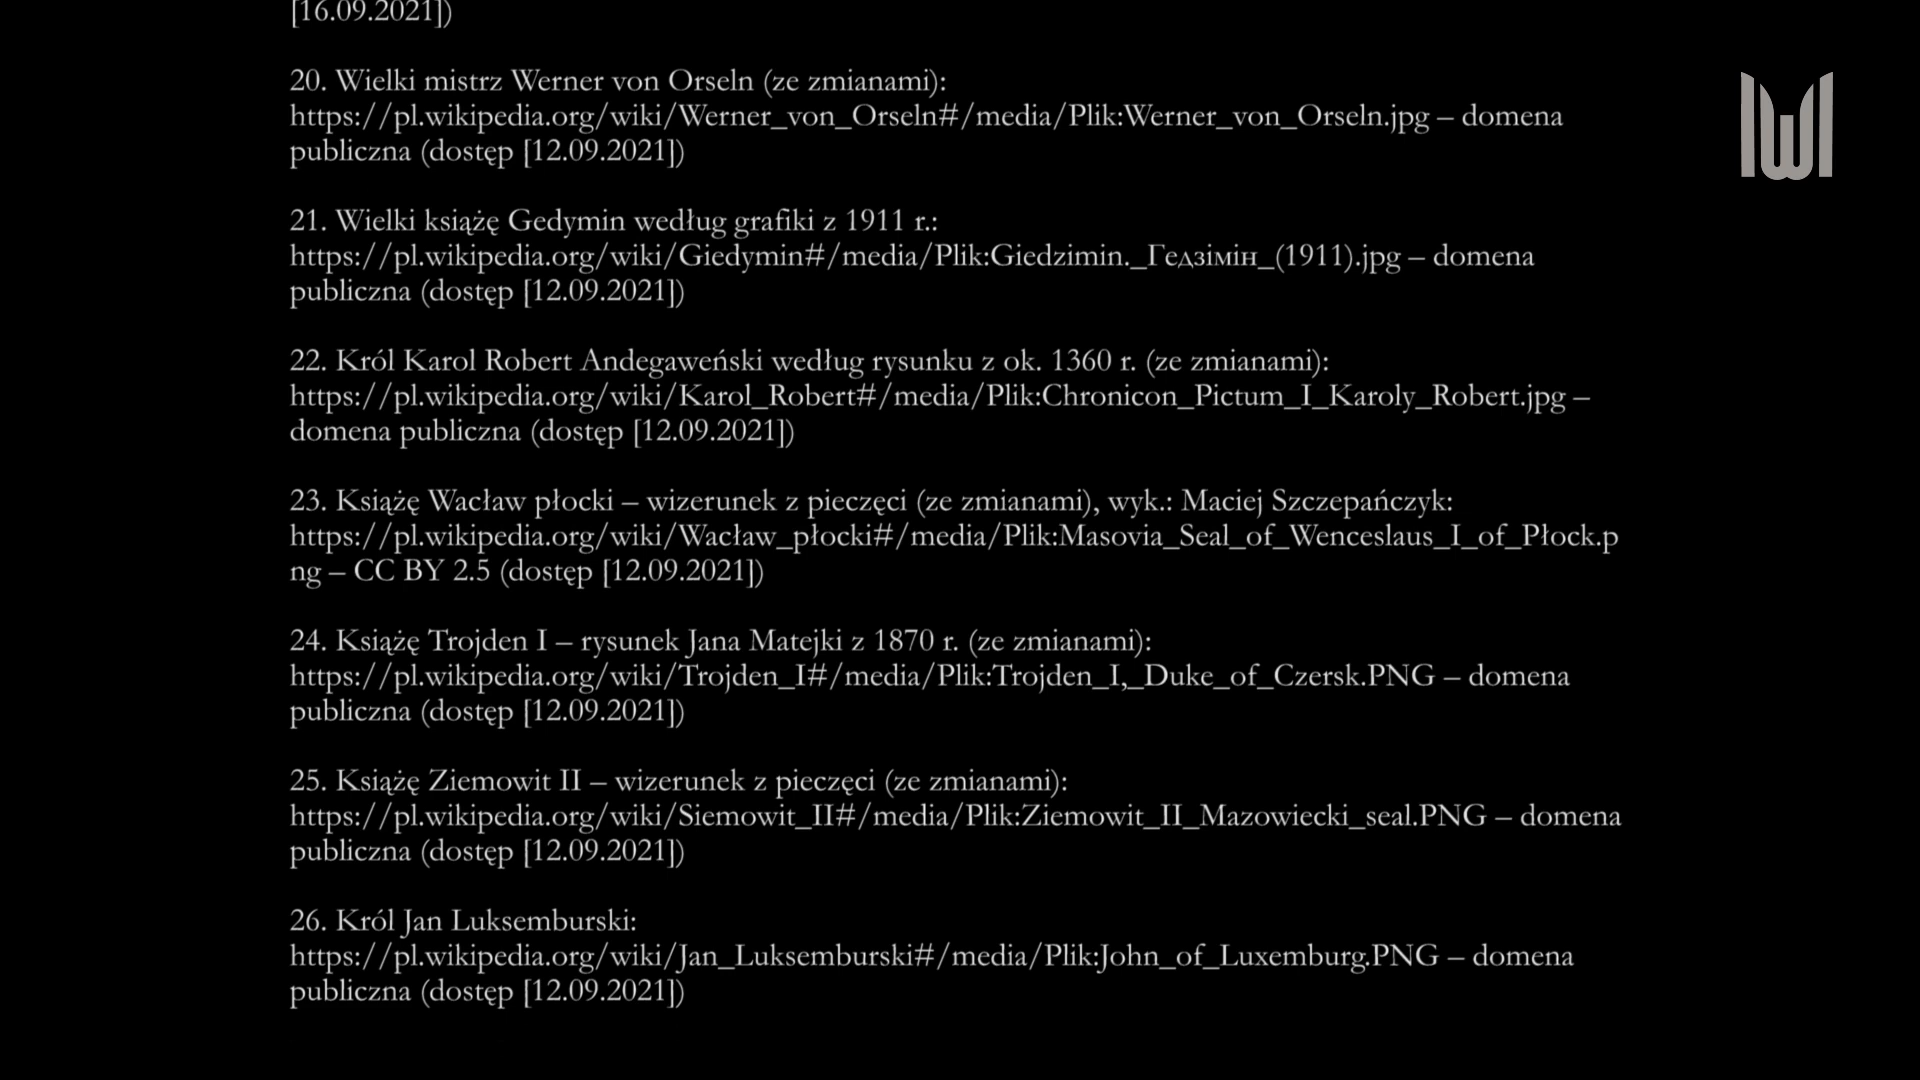 [16.09.2021])
20. Wielki mistrz Werner von Orseln (ze zmianami):
https://pl.wikipedia.org/wiki/Werner_von_Orseln#/media/Plik:Werner_von_Orseln.jpg – domena
publiczna (dostęp [12.09.2021])
21. Wielki książę Gedymin według grafiki z 1911 r.:
https://pl.wikipedia.org/wiki/Giedymin#/media/Plik:Giedzimin._Гедзімін_(1911).jpg – domena
publiczna (dostęp [12.09.2021])
22. Król Karol Robert Andegaweński według rysunku z ok. 1360 r. (ze zmianami):
https://pl.wikipedia.org/wiki/Karol_Robert#/media/Plik:Chronicon_Pictum_I_Karoly_Robert.jpg –
domena publiczna (dostęp [12.09.2021])
23. Książę Wacław płocki – wizerunek z pieczęci (ze zmianami), wyk.: Maciej Szczepańczyk:
https://pl.wikipedia.org/wiki/Wacław_płocki#/media/Plik:Masovia_Seal_of_Wenceslaus_I_of_Płock.p
ng – CC BY 2.5 (dostęp [12.09.2021])
24. Książę Trojden I – rysunek Jana Matejki z 1870 r. (ze zmianami):
https://pl.wikipedia.org/wiki/Trojden_I#/media/Plik:Trojden_I,_Duke_of_Czersk.PNG – domena
publiczna (dostęp [12.09.2021])
25. Książę Ziemowit II – wizerunek z pieczęci (ze zmianami):
https://pl.wikipedia.org/wiki/Siemowit_II#/media/Plik:Ziemowit_II_Mazowiecki_seal.PNG – domena
publiczna (dostęp [12.09.2021])
26. Król Jan Luksemburski:
https://pl.wikipedia.org/wiki/Jan_Luksemburski#/media/Plik:John_of_Luxemburg.PNG – domena
publiczna (dostęp [12.09.2021])